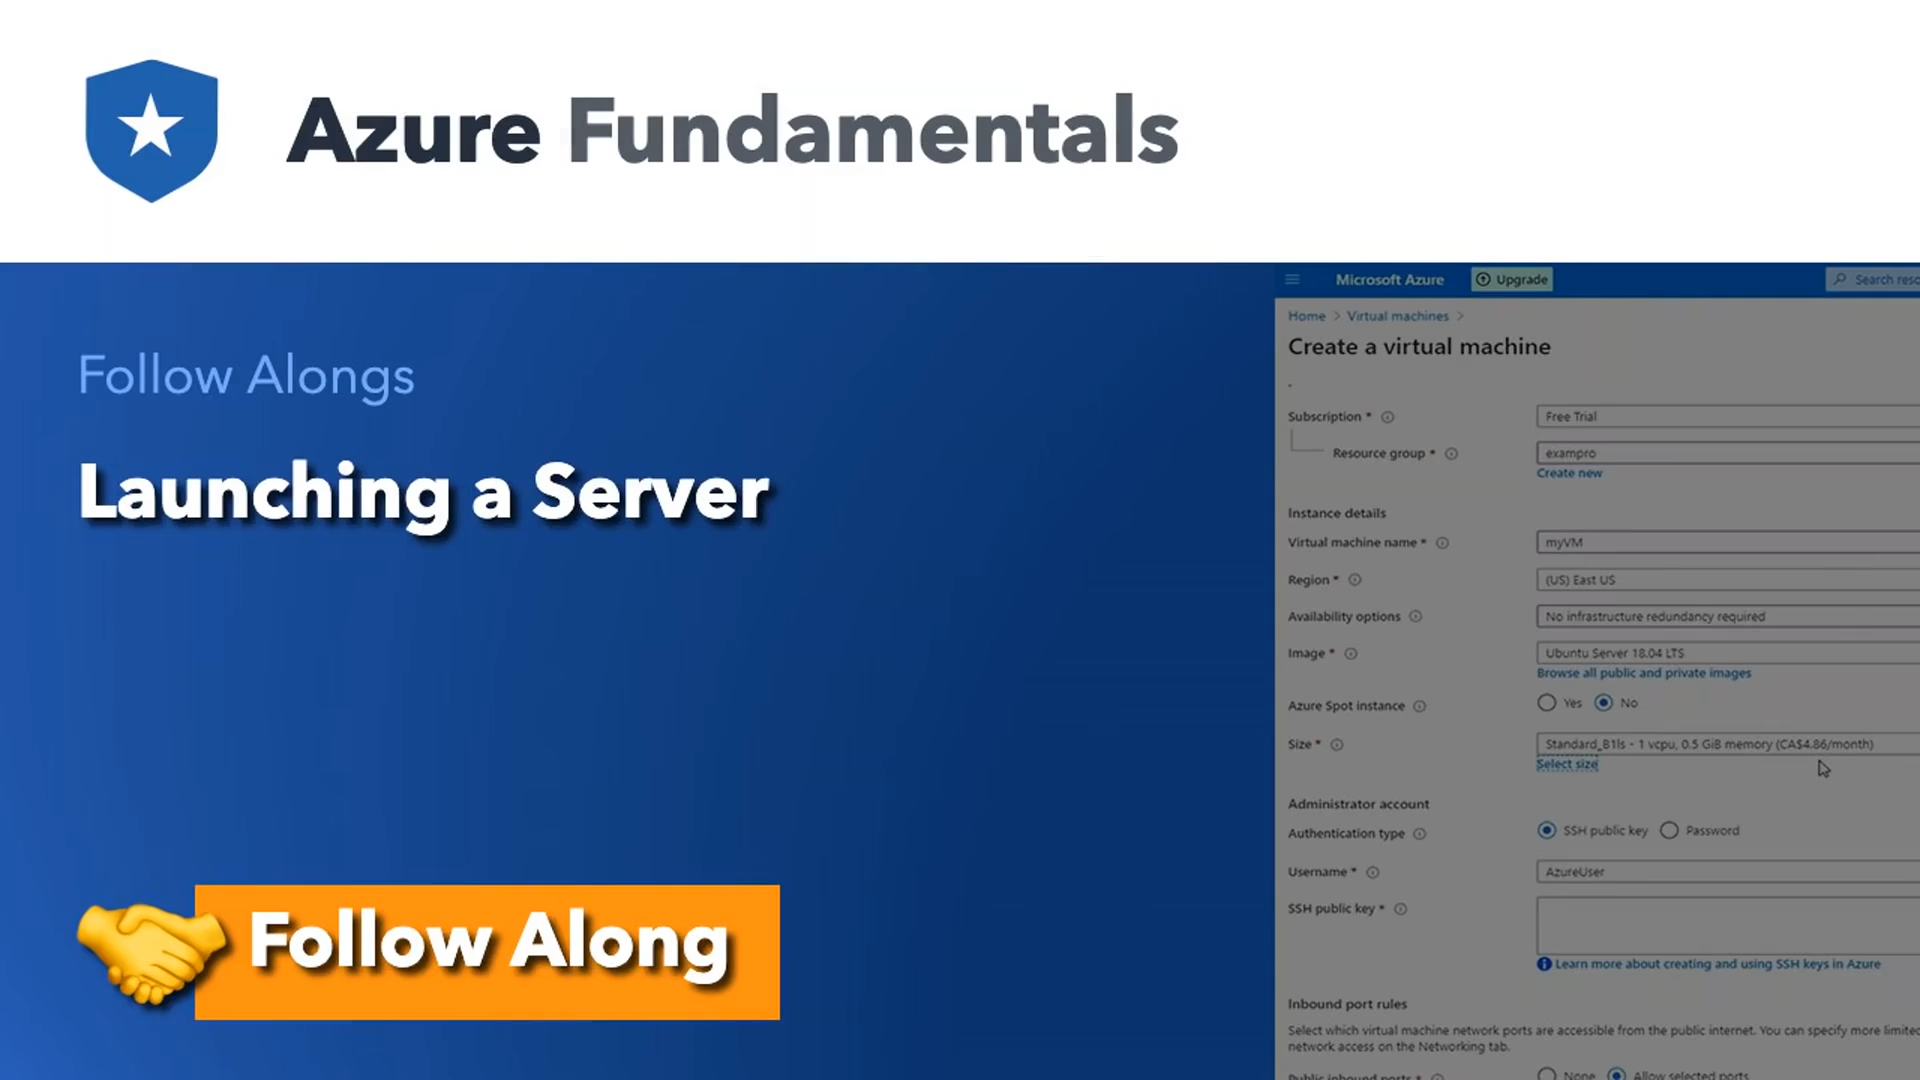 Azure Fundamentals
Follow Alongs
Launching a Server
Follow Along
Microsoft Azure
Upgrade
Search reso
Home > Virtual machines >
Create a virtual machine
Subscription * Free Trial
Resource group * exampro
Create new
Instance details
Virtual machine name * myVM
Region * (US) East US
Availability options No infrastructure redundancy required
Image * Ubuntu Server 18.04 LTS
Browse all public and private images
Azure Spot instance Yes No
Size * Standard_B1ls - 1 vcpu, 0.5 GiB memory (CA$4.86/month)
Select size
Administrator account
Authentication type SSH public key Password
Username * AzureUser
SSH public key *
Learn more about creating and using SSH keys in Azure
Inbound port rules
Select which virtual machine network ports are accessible from the public internet. You can specify more limited
network access on the Networking tab.
Public inbound ports * None Allow selected ports